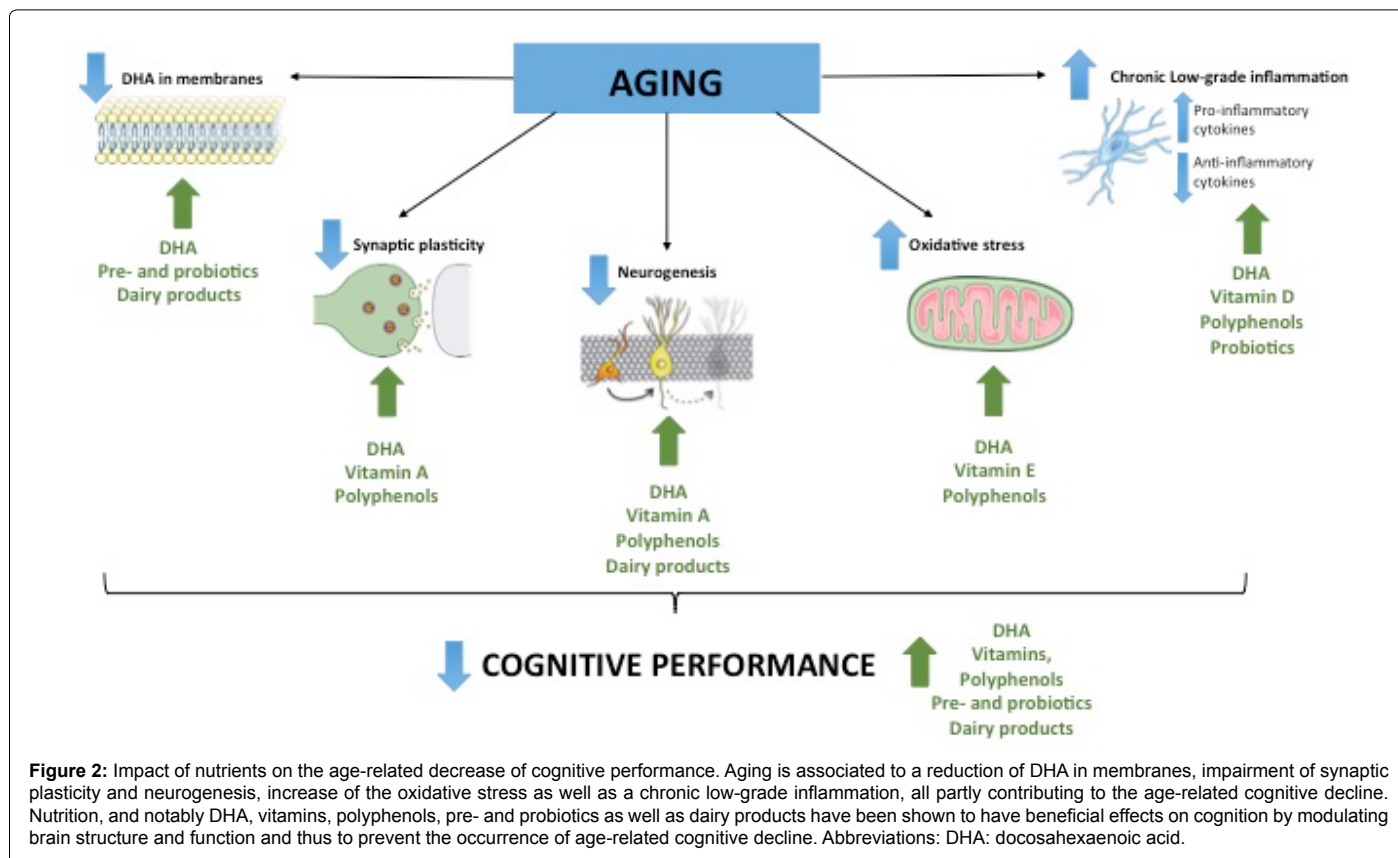 AGING
DHA in membranes
DHA
Pre- and probiotics
Dairy products
Synaptic plasticity
DHA
Vitamin A
Polyphenols
Neurogenesis
DHA
Vitamin A
Polyphenols
Dairy products
Oxidative stress
DHA
Vitamin E
Polyphenols
Chronic Low-grade inflammation
Pro-inflammatory
cytokines
Anti-inflammatory
cytokines
DHA
Vitamin D
Polyphenols
Probiotics
COGNITIVE PERFORMANCE
DHA
Vitamins,
Polyphenols
Pre- and probiotics
Dairy products
Figure 2: Impact of nutrients on the age-related decrease of cognitive performance. Aging is associated to a reduction of DHA in membranes, impairment of synaptic
plasticity and neurogenesis, increase of the oxidative stress as well as a chronic low-grade inflammation, all partly contributing to the age-related cognitive decline.
Nutrition, and notably DHA, vitamins, polyphenols, pre- and probiotics as well as dairy products have been shown to have beneficial effects on cognition by modulating
brain structure and function and thus to prevent the occurrence of age-related cognitive decline. Abbreviations: DHA: docosahexaenoic acid.